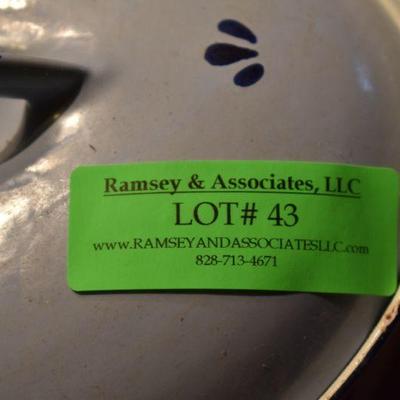 Ramsey & Associates, LLC
LOT# 43
www.RAMSEYANDASSOCIATESLLC.com
828-713-4671